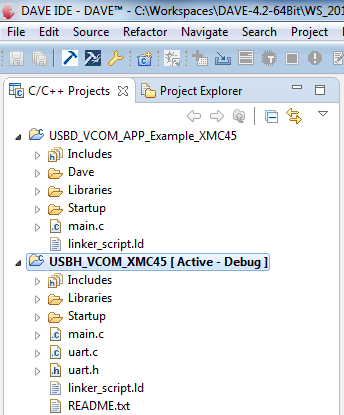 DAVE IDE - DAVE™ - C:\Workspaces\DAVE-4.2-64Bit\WS_201
File Edit Source Refactor Navigate Search Project
C/C++ Projects Project Explorer
USBD_VCOM_APP_Example_XMC45
Includes
Dave
Libraries
Startup
main.c
linker_script.ld
USBH_VCOM_XMC45 [ Active - Debug ]
Includes
Libraries
Startup
main.c
uart.c
uart.h
linker_script.ld
README.txt